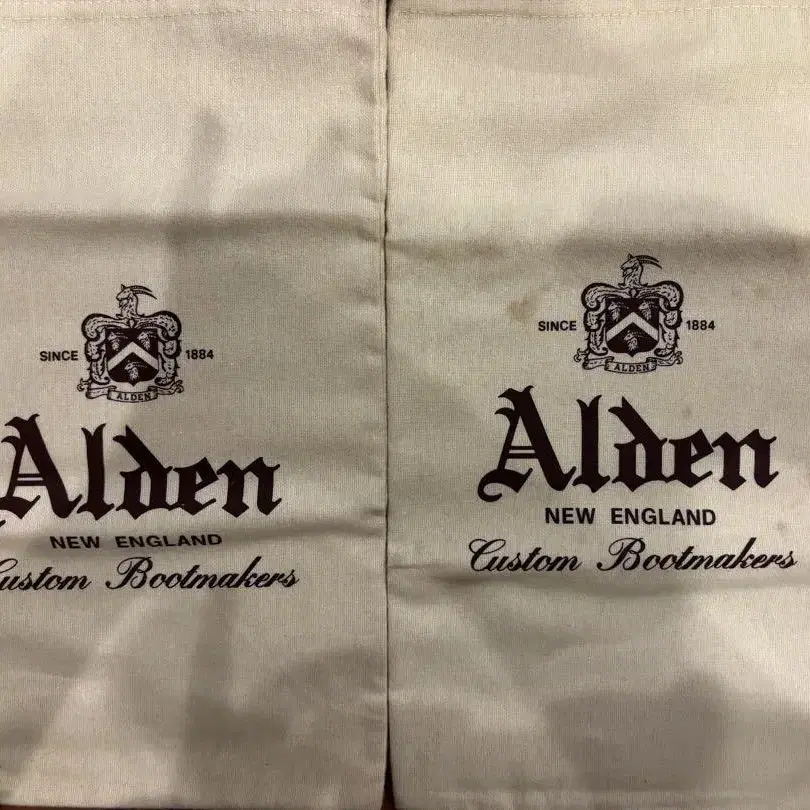 SINCE 1884
ALDEN
Alden
NEW ENGLAND
Custom Bootmakers
SINCE 1884
ALDEN
Alden
NEW ENGLAND
Custom Bootmakers